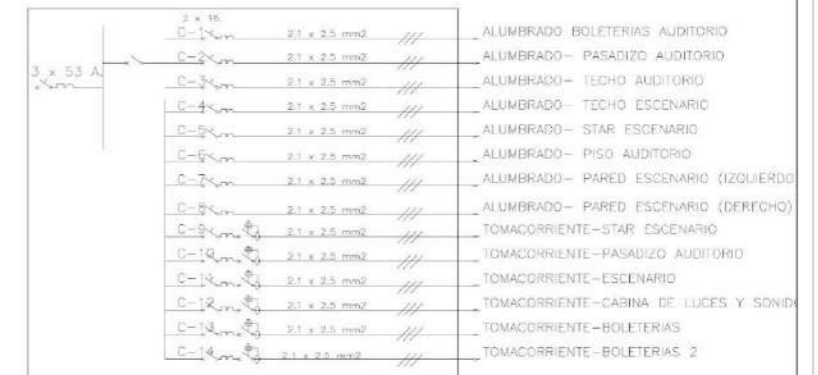 2 x 16.
C-1 2.1 x 2.5 mm2 ALUMBRADO BOLETERIAS AUDITORIO
C-2 2.1 x 2.5 mm2 ALUMBRADO- PASADIZO AUDITORIO
3 x 53 A.
C-3 2.1 x 2.5 mm2 ALUMBRADO- TECHO AUDITORIO
C-4 2.1 x 2.5 mm2 ALUMBRADO- TECHO ESCENARIO
C-5 2.1 x 2.5 mm2 ALUMBRADO- STAR ESCENARIO
C-6 2.1 x 2.5 mm2 ALUMBRADO- PISO AUDITORIO
C-7 2.1 x 2.5 mm2 ALUMBRADO- PARED ESCENARIO (IZQUIERDO
C-8 2.1 x 2.5 mm2 ALUMBRADO- PARED ESCENARIO (DERECHO)
C-9 2.1 x 2.5 mm2 TOMACORRIENTE-STAR ESCENARIO
C-10 2.1 x 2.5 mm2 TOMACORRIENTE-PASADIZO AUDITORIO
C-11 2.1 x 2.5 mm2 TOMACORRIENTE-ESCENARIO
C-12 2.1 x 2.5 mm2 TOMACORRIENTE-CABINA DE LUCES Y SONID
C-13 2.1 x 2.5 mm2 TOMACORRIENTE-BOLETERIAS
C-14 2.1 x 2.5 mm2 TOMACORRIENTE-BOLETERIAS 2